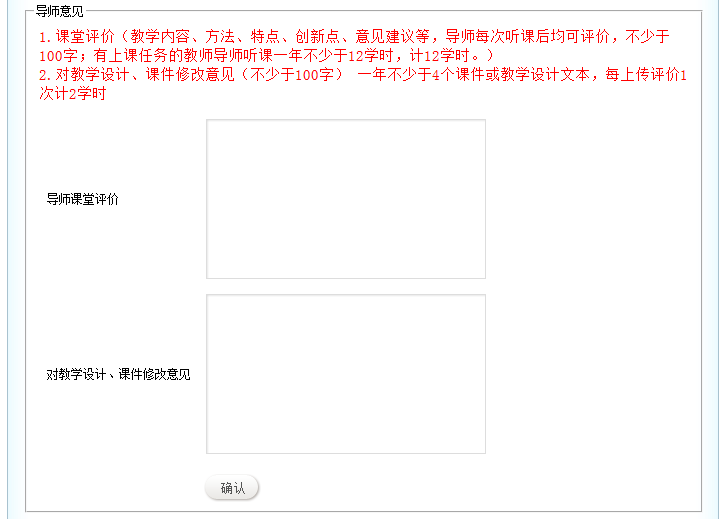 导师意见
1. 课堂评价（教学内容、方法、特点、创新点、意见建议等，导师每次听课后均可评价，不少于
100字；有上课任务的教师导师听课一年不少于12学时，计12学时。）
2. 对教学设计、课件修改意见（不少于100字） 一年不少于4个课件或教学设计文本，每上传评价1
次计2学时
导师课堂评价
对教学设计、课件修改意见
确认